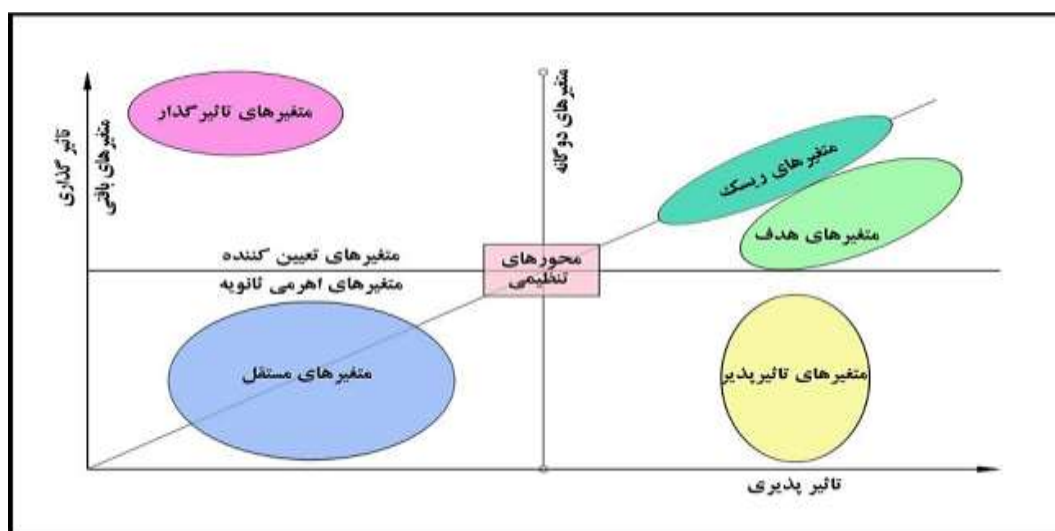 متغیرهای تاثیرگذار
تاثیر گذاری
متغیرهای بافتی
متغیرهای دوگانه
متغیرهای ریسک
متغیرهای هدف
متغیرهای تعیین کننده
محورهای
تنظیمی
متغیرهای اهرمی ثانویه
متغیرهای مستقل
متغیرهای تاثیرپذیر
تاثیر پذیری